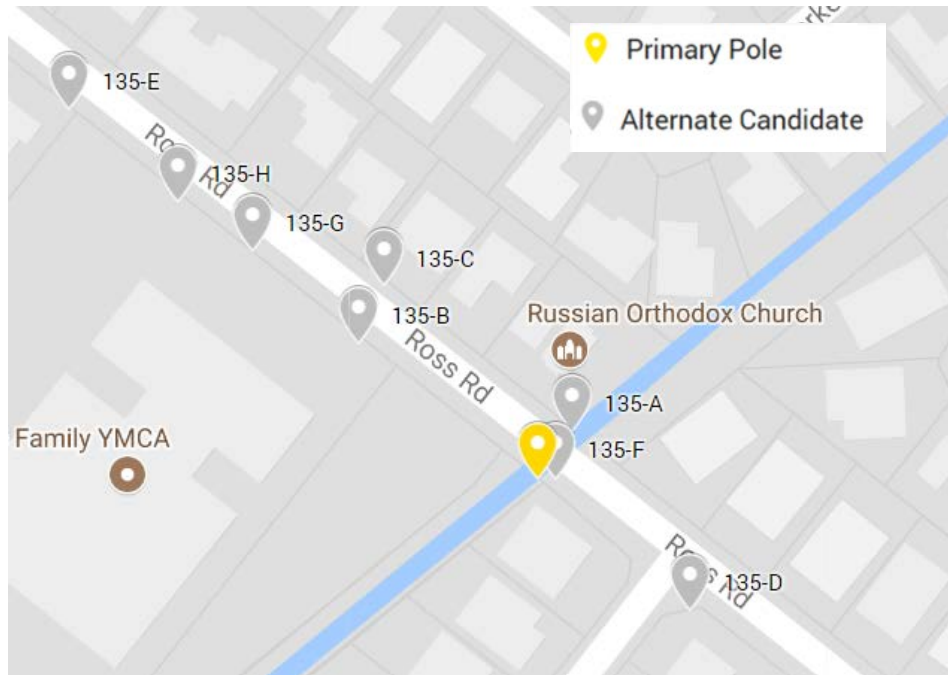 Primary Pole
Alternate Candidate
135-E
Ross Rd
135-H
135-G
135-C
135-B
Ross Rd
Russian Orthodox Church
135-A
Family YMCA
135-F
Ross Rd
135-D